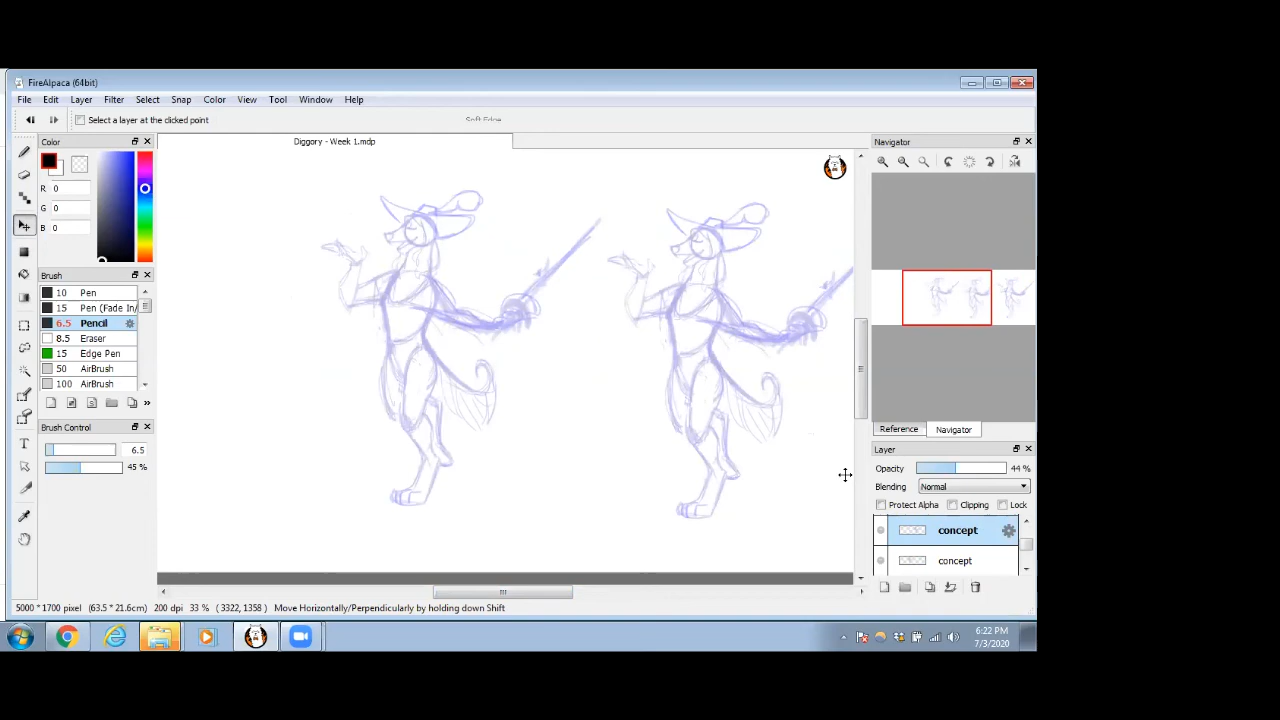 FireAlpaca (64bit)
File Edit Layer Filter Select Snap Color View Tool Window Help
Select a layer at the clicked point
Soft Edge
Color
Diggory - Week 1.mdp
Navigator
R 0
G 0
B 0
Brush
10 Pen
15 Pen (Fade In/
6.5 Pencil
8.5 Eraser
15 Edge Pen
50 AirBrush
100 AirBrush
Brush Control
6.5
45 %
T
Reference Navigator
Layer
Opacity 44 %
Blending Normal
Protect Alpha Clipping Lock
concept
concept
5000 * 1700 pixel (63.5 * 21.6cm) 200 dpi 33 % ( 3322, 1358 ) Move Horizontally/Perpendicularly by holding down Shift
6:22 PM
7/3/2020